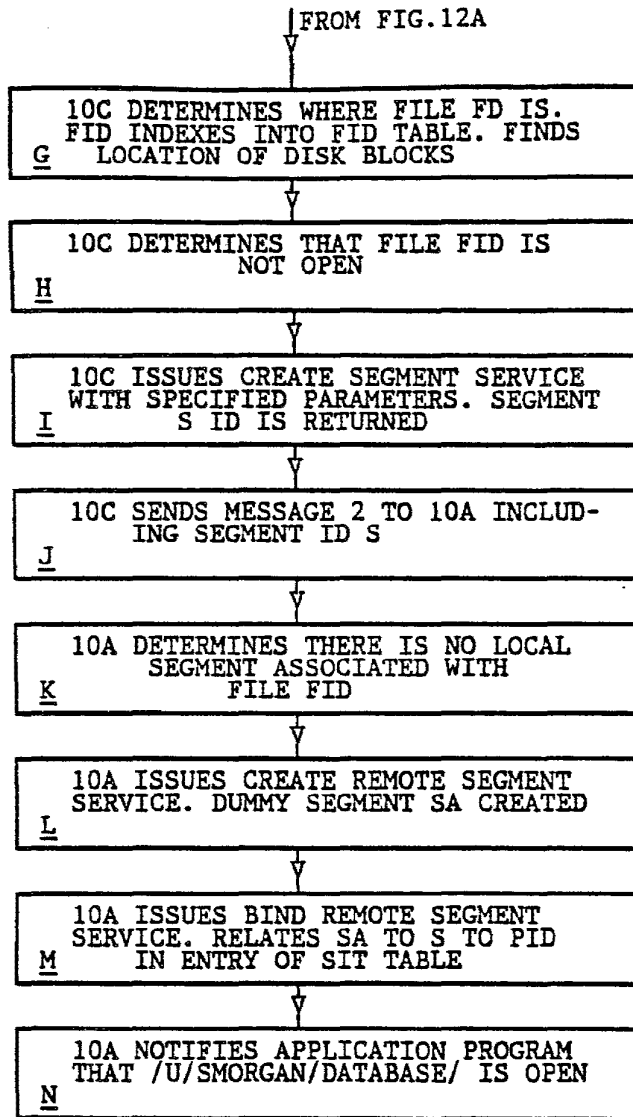 FROM FIG.12A
10C DETERMINES WHERE FILE FD IS.
FID INDEXES INTO FID TABLE. FINDS
G LOCATION OF DISK BLOCKS
10C DETERMINES THAT FILE FID IS
NOT OPEN
H
10C ISSUES CREATE SEGMENT SERVICE
WITH SPECIFIED PARAMETERS. SEGMENT
I S ID IS RETURNED
10C SENDS MESSAGE 2 TO 10A INCLUD-
ING SEGMENT ID S
J
10A DETERMINES THERE IS NO LOCAL
SEGMENT ASSOCIATED WITH
K FILE FID
10A ISSUES CREATE REMOTE SEGMENT
SERVICE. DUMMY SEGMENT SA CREATED
L
10A ISSUES BIND REMOTE SEGMENT
SERVICE. RELATES SA TO S TO PID
M IN ENTRY OF SIT TABLE
10A NOTIFIES APPLICATION PROGRAM
THAT /U/SMORGAN/DATABASE/ IS OPEN
N